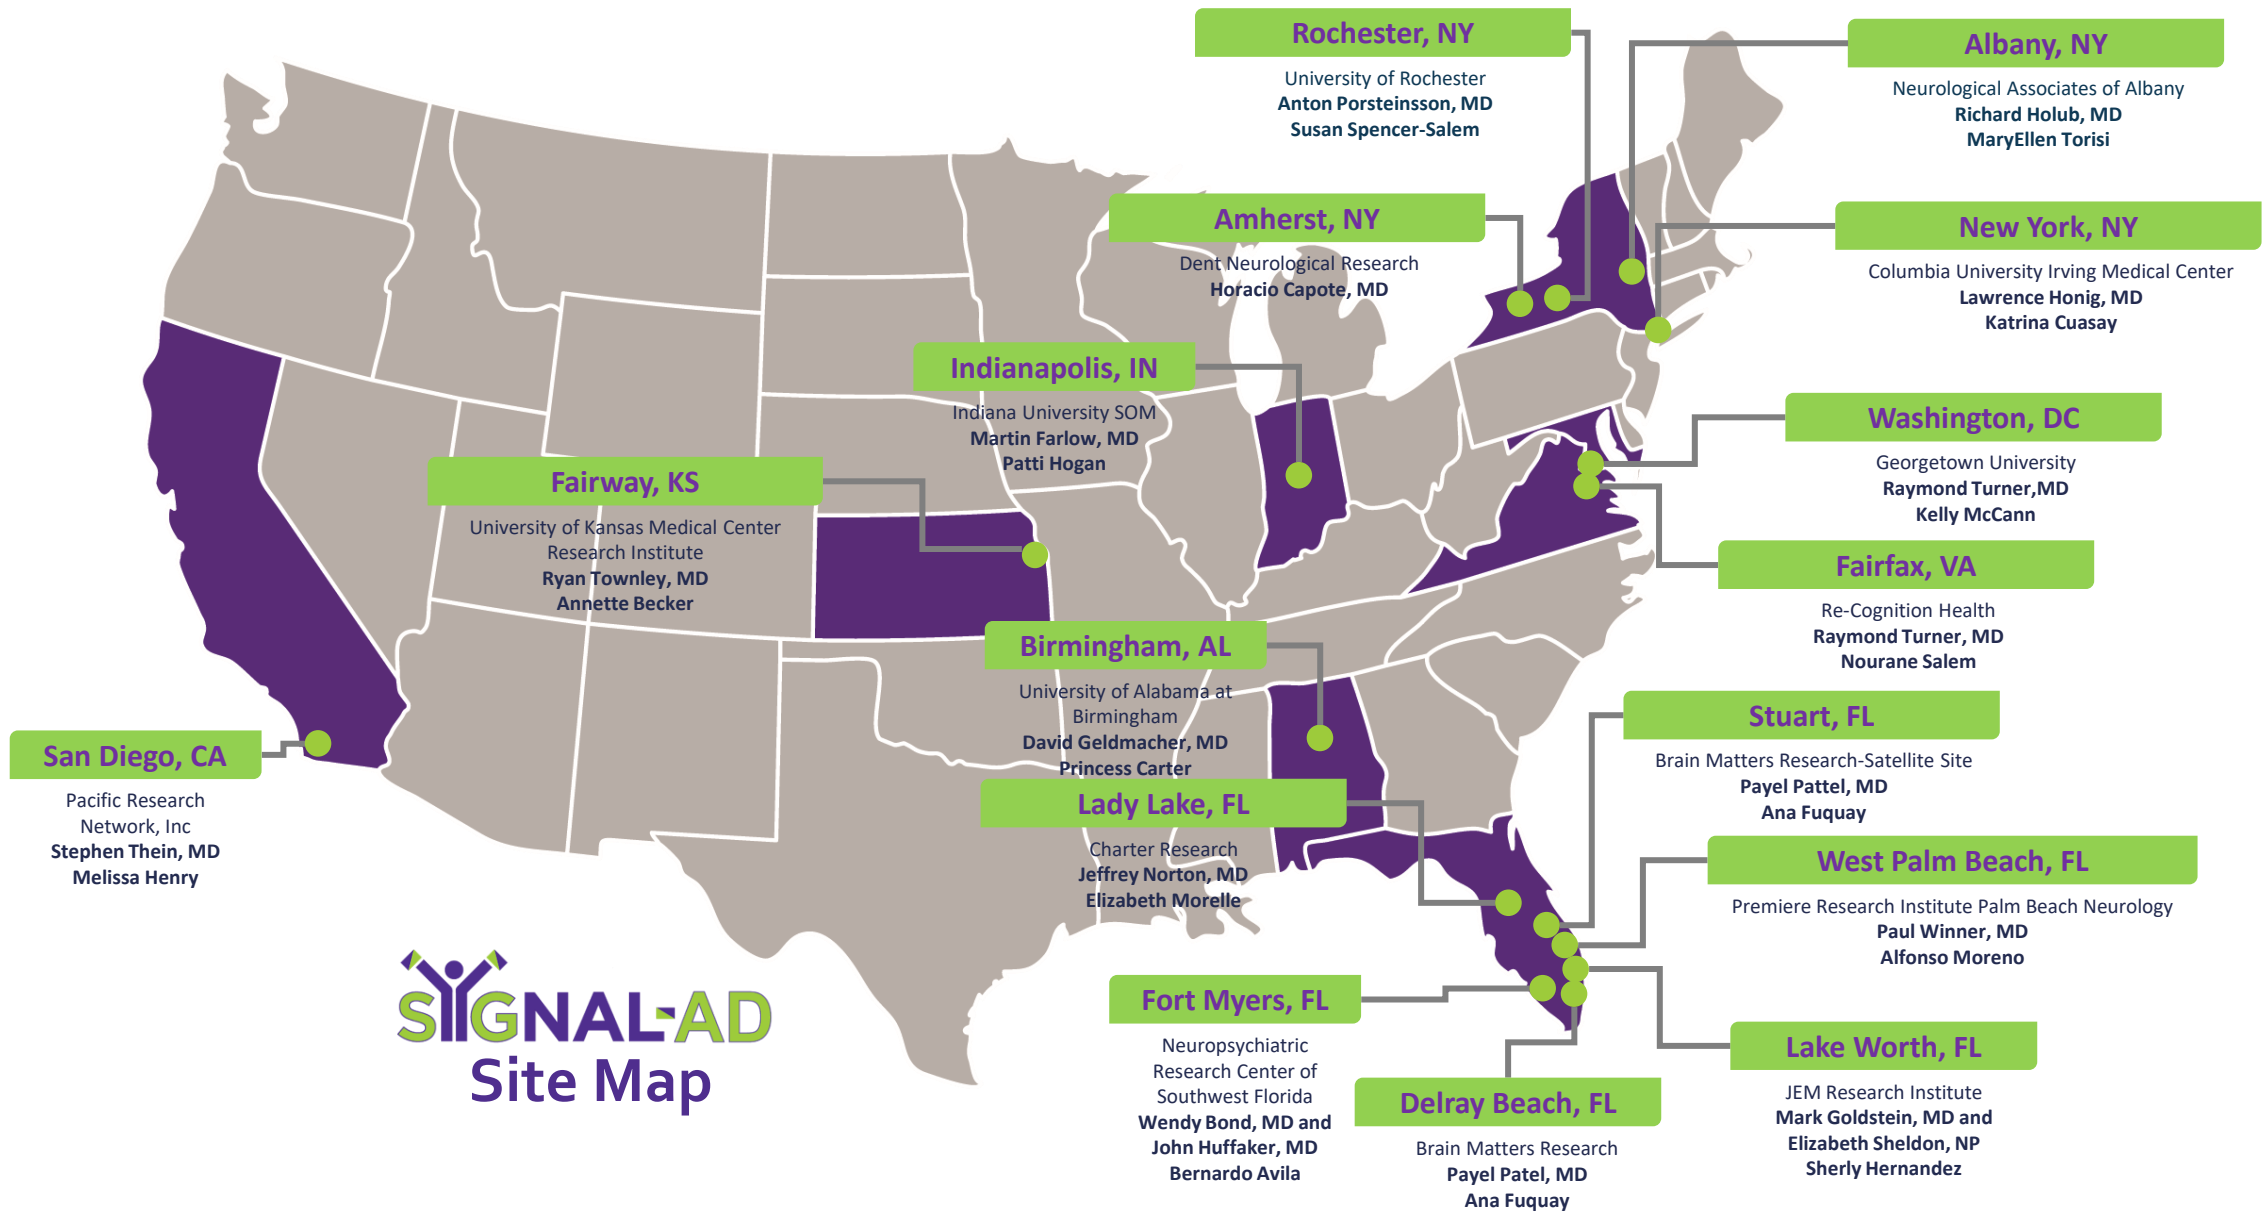 Rochester, NY
University of Rochester
Anton Porsteinsson, MD
Susan Spencer-Salem
Albany, NY
Neurological Associates of Albany
Richard Holub, MD
MaryEllen Torisi
Amherst, NY
Dent Neurological Research
Horacio Capote, MD
New York, NY
Columbia University Irving Medical Center
Lawrence Honig, MD
Katrina Cuasay
Indianapolis, IN
Indiana University SOM
Martin Farlow, MD
Patti Hogan
Washington, DC
Georgetown University
Raymond Turner,MD
Kelly McCann
Fairway, KS
University of Kansas Medical Center
Research Institute
Ryan Townley, MD
Annette Becker
Fairfax, VA
Re-Cognition Health
Raymond Turner, MD
Nourane Salem
Birmingham, AL
University of Alabama at
Birmingham
David Geldmacher, MD
Princess Carter
San Diego, CA
Pacific Research
Network, Inc
Stephen Thein, MD
Melissa Henry
Stuart, FL
Brain Matters Research-Satellite Site
Payel Pattel, MD
Ana Fuquay
Lady Lake, FL
Charter Research
Jeffrey Norton, MD
Elizabeth Morelle
West Palm Beach, FL
Premiere Research Institute Palm Beach Neurology
Paul Winner, MD
Alfonso Moreno
SIGNAL-AD
Site Map
Fort Myers, FL
Neuropsychiatric
Research Center of
Southwest Florida
Wendy Bond, MD and
John Huffaker, MD
Bernardo Avila
Delray Beach, FL
Brain Matters Research
Payel Patel, MD
Ana Fuquay
Lake Worth, FL
JEM Research Institute
Mark Goldstein, MD and
Elizabeth Sheldon, NP
Sherly Hernandez